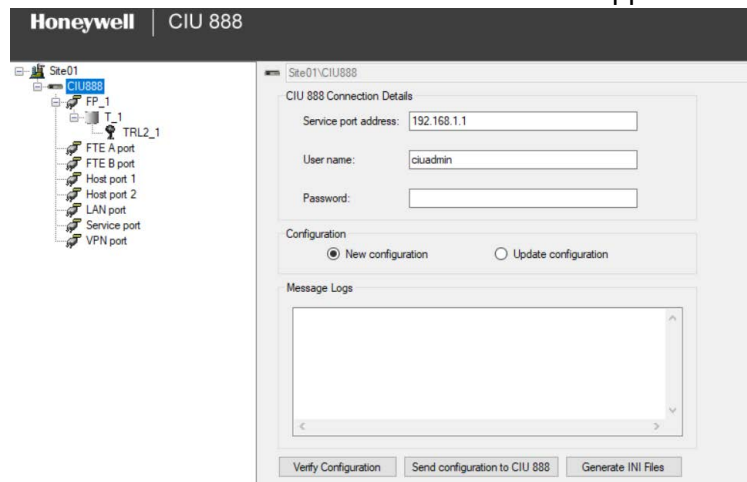 Honeywell | CIU 888
Site01
CIU888
FP_1
T_1
TRL2_1
FTE A port
FTE B port
Host port 1
Host port 2
LAN port
Service port
VPN port
Site01\CIU888
CIU 888 Connection Details
Service port address: 192.168.1.1
User name: ciuadmin
Password:
Configuration
New configuration Update configuration
Message Logs
Verify Configuration Send configuration to CIU 888 Generate INI Files